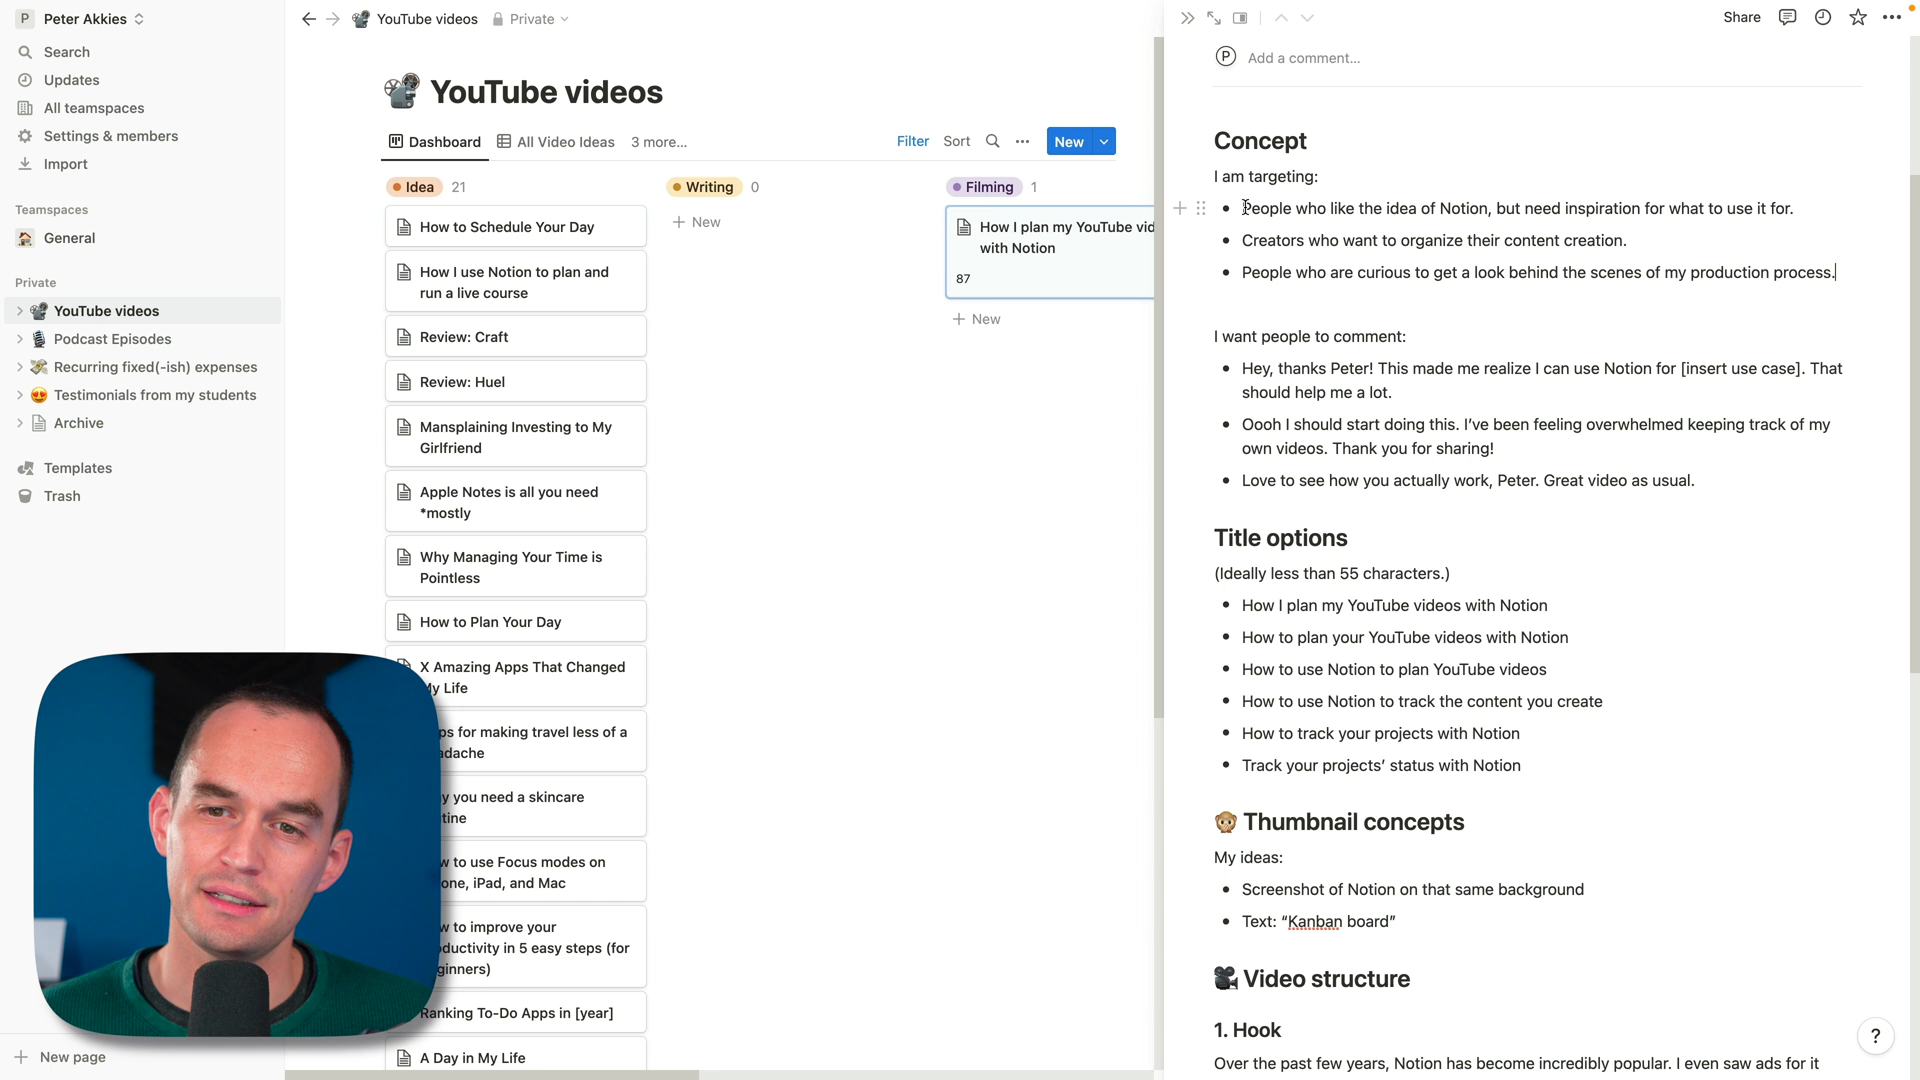 P Peter Akkies
Search
Updates
All teamspaces
Settings & members
Import
Teamspaces
General
Private
YouTube videos
Podcast Episodes
Recurring fixed(-ish) expenses
Testimonials from my students
Archive
Templates
Trash
New page
YouTube videos Private
YouTube videos
Dashboard All Video Ideas 3 more...
Filter Sort New
Idea 21
How to Schedule Your Day
How I use Notion to plan and
run a live course
Review: Craft
Review: Huel
Mansplaining Investing to My
Girlfriend
Apple Notes is all you need
*mostly
Why Managing Your Time is
Pointless
How to Plan Your Day
X Amazing Apps That Changed
My Life
for making travel less of a
you need a skincare
to use Focus modes on
iPad, and Mac
to improve your
in 5 easy steps (for
Ranking To-Do Apps in [year]
A Day in My Life
Writing 0
+ New
Filming 1
How I plan my YouTube vid
with Notion
87
+ New
Share
P Add a comment...
Concept
I am targeting:
• People who like the idea of Notion, but need inspiration for what to use it for.
• Creators who want to organize their content creation.
• People who are curious to get a look behind the scenes of my production process.
I want people to comment:
• Hey, thanks Peter! This made me realize I can use Notion for [insert use case]. That
should help me a lot.
• Oooh I should start doing this. I’ve been feeling overwhelmed keeping track of my
own videos. Thank you for sharing!
• Love to see how you actually work, Peter. Great video as usual.
Title options
(Ideally less than 55 characters.)
• How I plan my YouTube videos with Notion
• How to plan your YouTube videos with Notion
• How to use Notion to plan YouTube videos
• How to use Notion to track the content you create
• How to track your projects with Notion
• Track your projects’ status with Notion
Thumbnail concepts
My ideas:
• Screenshot of Notion on that same background
• Text: “Kanban board”
Video structure
1. Hook
Over the past few years, Notion has become incredibly popular. I even saw ads for it
?